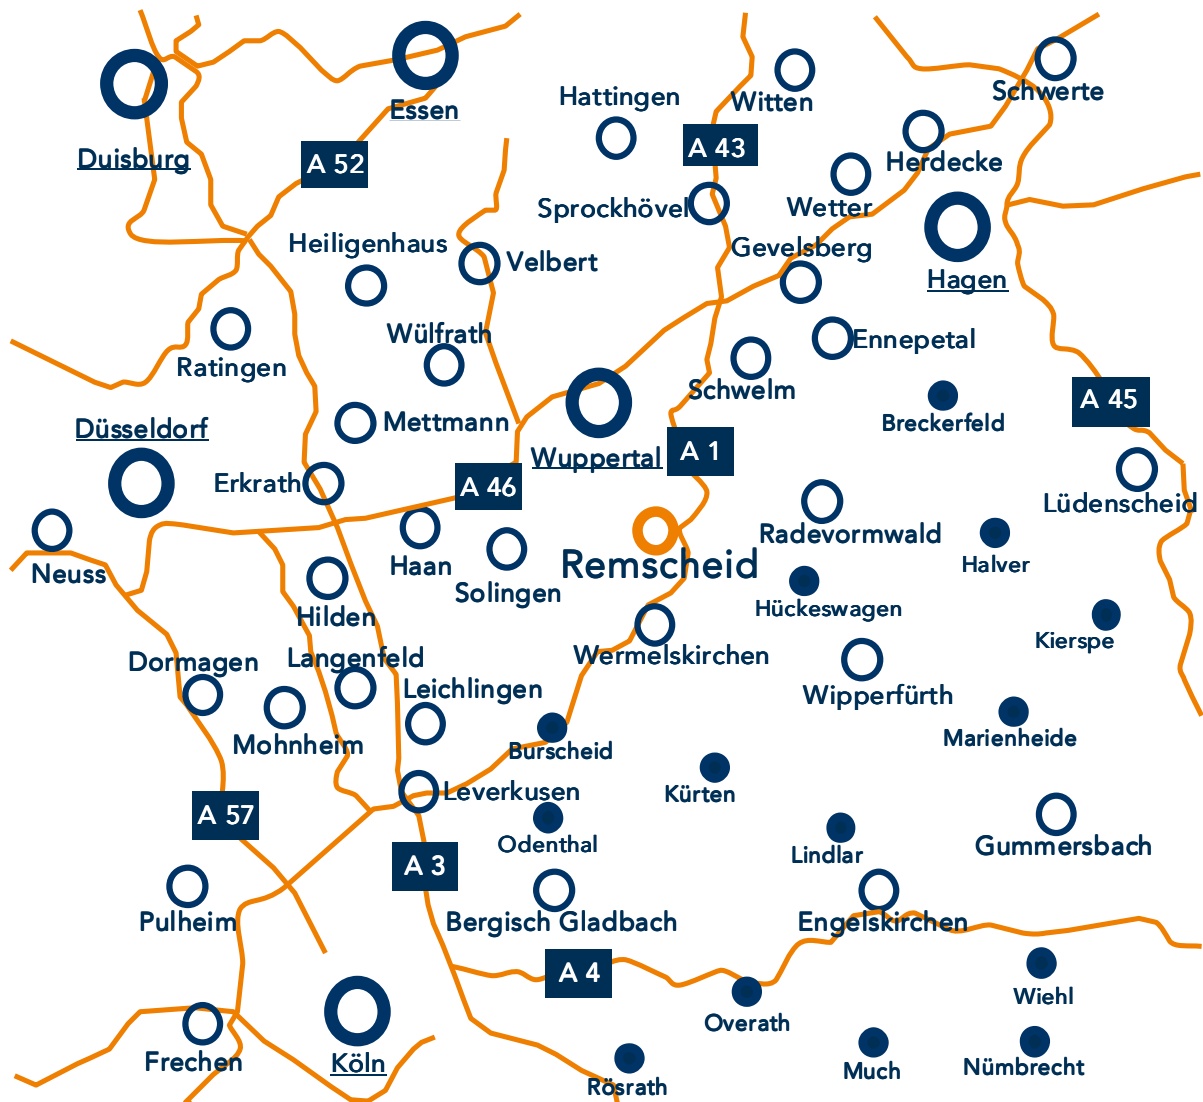 Schwerte
Hattingen
Witten
Essen
A 43
Duisburg
A 52
Herdecke
Sprockhövel
Wetter
Heiligenhaus
Gevelsberg
Velbert
Hagen
Wülfrath
Ennepetal
Ratingen
Schwelm
A 45
Mettmann
Breckerfeld
Düsseldorf
Wuppertal
A 1
Erkrath
A 46
Lüdenscheid
Radevormwald
Haan
Remscheid
Halver
Neuss
Solingen
Hückeswagen
Hilden
Kierspe
Dormagen
Langenfeld
Wermelskirchen
Leichlingen
Wipperfürth
Mohnheim
Burscheid
Marienheide
Leverkusen
Kürten
A 57
Odenthal
Lindlar
Gummersbach
A 3
Pulheim
Bergisch Gladbach
Engelskirchen
A 4
Wiehl
Overath
Frechen
Köln
Rösrath
Much
Nümbrecht